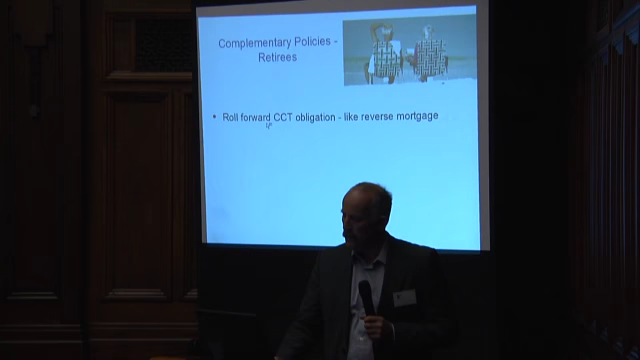 Complementary Policies -
Retirees
• Roll forward CCT obligation - like reverse mortgage